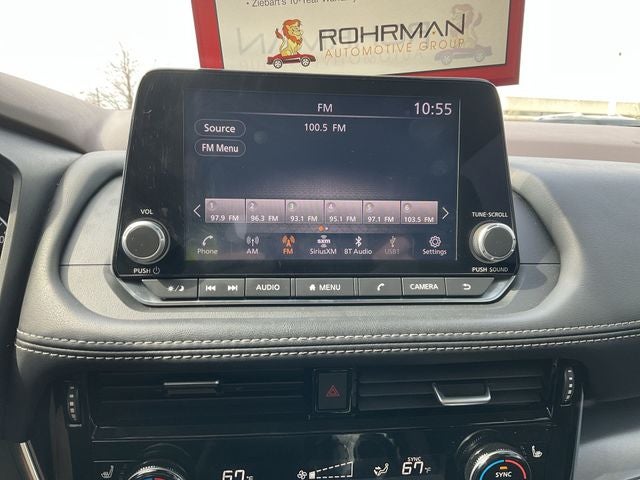 • Ziebart's 10-Year Warranty
ROHRMAN
AUTOMOTIVE GROUP
FM
10:55
Source
100.5 FM
FM Menu
1 2 3 4 5 6
97.9 FM 96.3 FM 93.1 FM 95.1 FM 97.1 FM 103.5 FM
VOL
TUNE·SCROLL
Phone AM FM SiriusXM BT Audio USB1 Settings
sxm
PUSH
PUSH SOUND
AUDIO MENU CAMERA
67°F
SYNC
67°F
SYNC